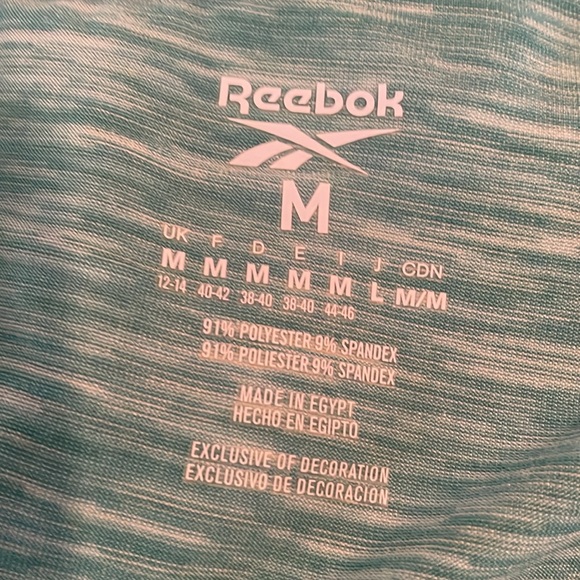 Reebok
M
UK F D E I J CDN
M M M M M L M/M
12-14 40-42 38-40 38-40 44-46
91% POLYESTER 9% SPANDEX
91% POLIESTER 9% SPANDEX
MADE IN EGYPT
HECHO EN EGIPTO
EXCLUSIVE OF DECORATION
EXCLUSIVO DE DECORACION